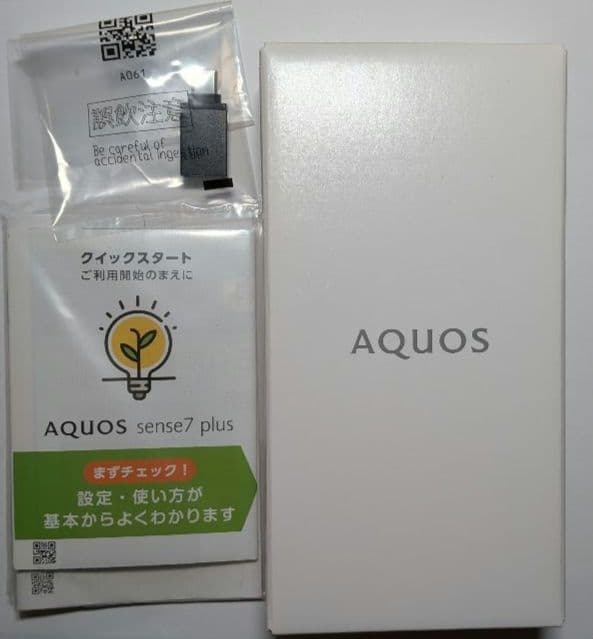 A061
誤飲注意
Be careful of
accidental ingestion
クイックスタート
ご利用開始のまえに
AQUOS sense7 plus
まずチェック！
設定・使い方が
基本からよくわかります
AQUOS